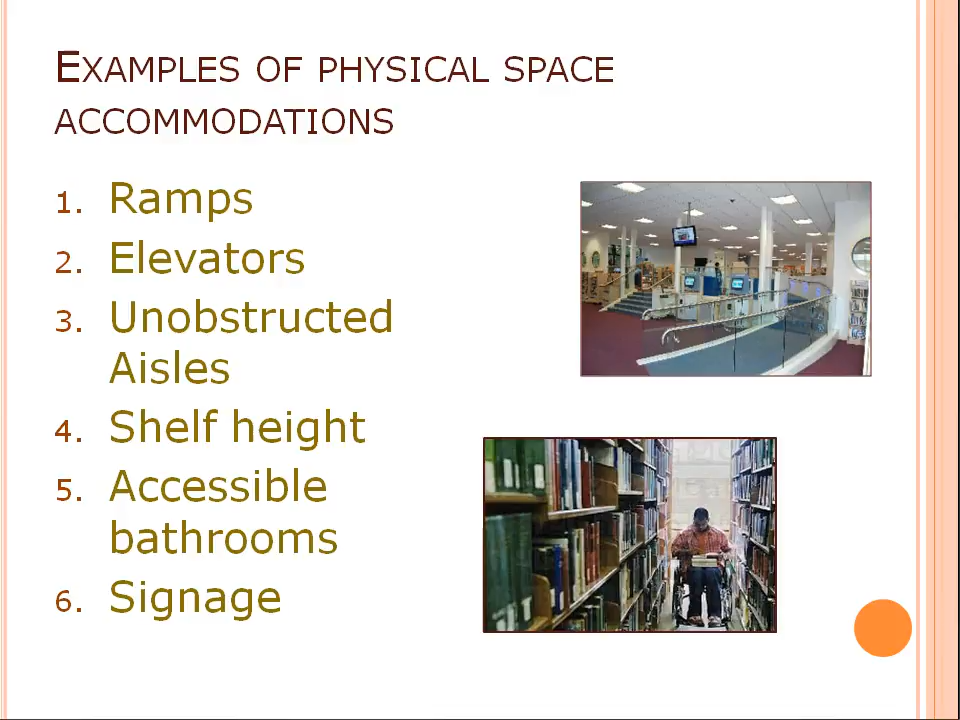 EXAMPLES OF PHYSICAL SPACE
ACCOMMODATIONS
1. Ramps
2. Elevators
3. Unobstructed
Aisles
4. Shelf height
5. Accessible
bathrooms
6. Signage